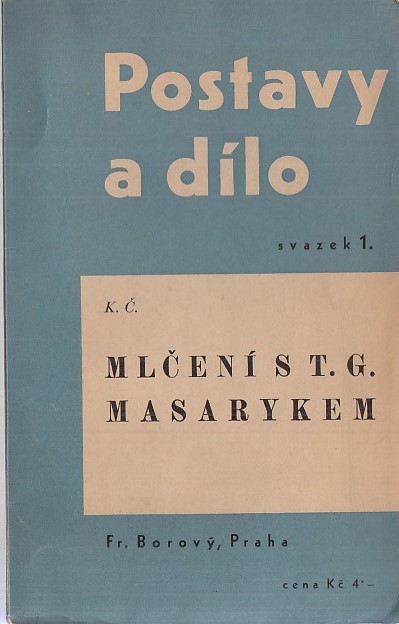 Postavy
a dílo
svazek 1.
K. Č.
MLČENÍ S T. G.
MASARYKEM
Fr. Borový, Praha
cena Kč 4·–